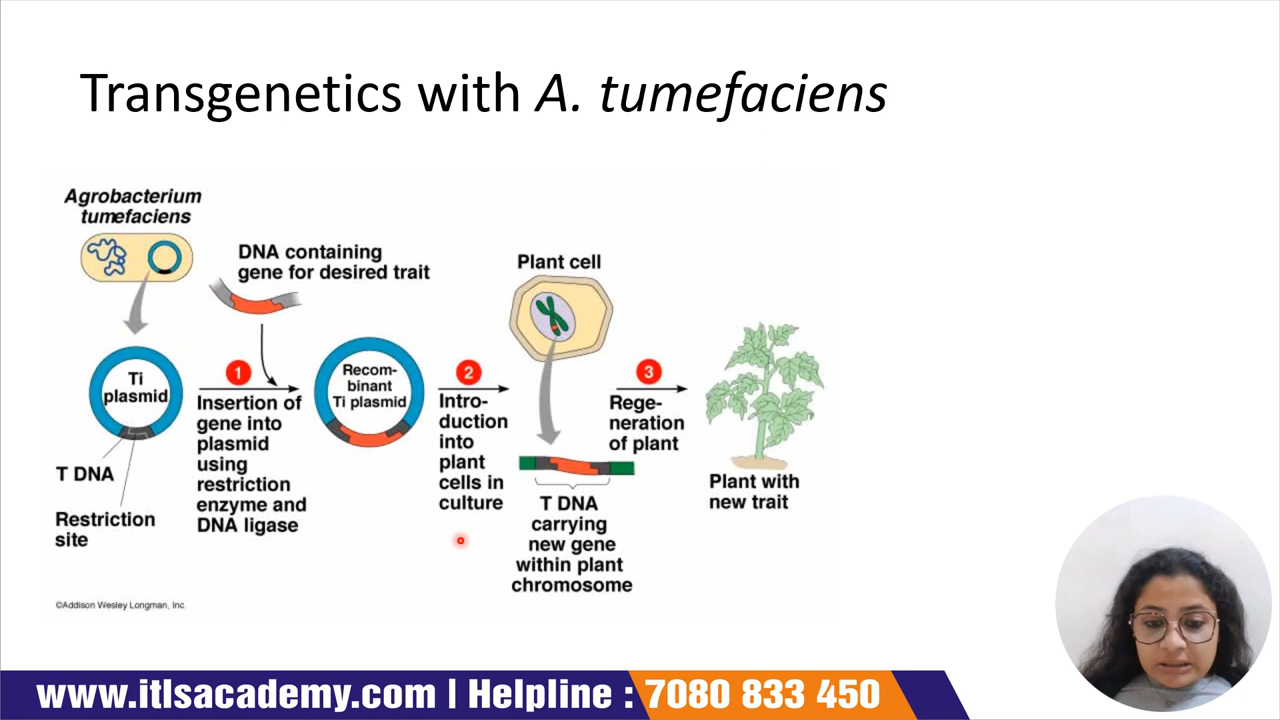 Transgenetics with A. tumefaciens
Agrobacterium
tumefaciens
DNA containing
gene for desired trait
Plant cell
Ti
plasmid
1
Insertion of
gene into
plasmid
using
restriction
enzyme and
DNA ligase
Recom-
binant
Ti plasmid
2
Intro-
duction
into
plant
cells in
culture
3
Rege-
neration
of plant
T DNA
Restriction
site
T DNA
carrying
new gene
within plant
chromosome
Plant with
new trait
©Addison Wesley Longman, Inc.
www.itlsacademy.com | Helpline : 7080 833 450